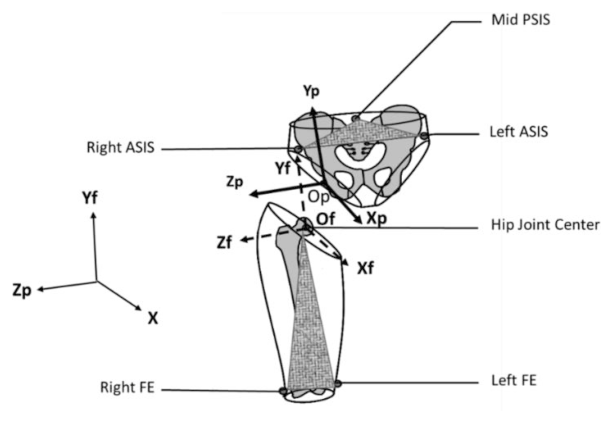 Mid PSIS
Yp
Left ASIS
Right ASIS
Yf
Zp
Op
Xp
Of
Hip Joint Center
Yf
Zf
Xf
Zp
X
Right FE
Left FE